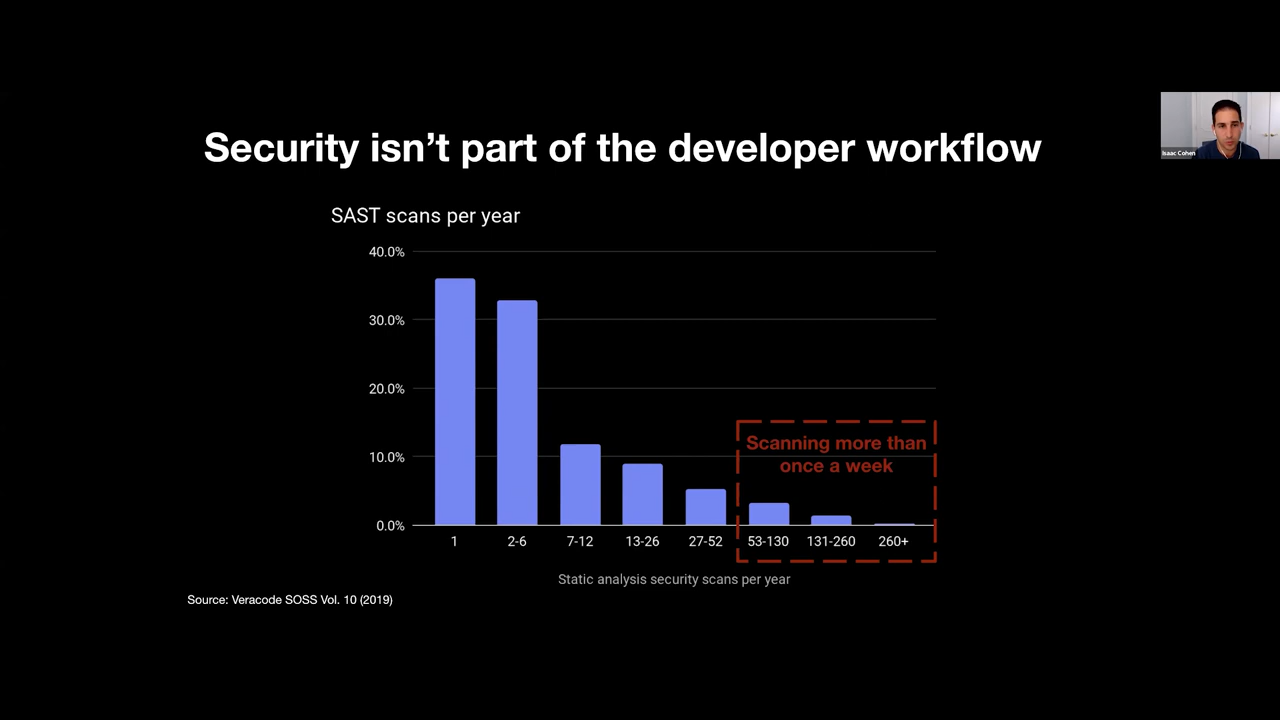 Security isn't part of the developer workflow
Isaac Cohen
SAST scans per year
40.0%
30.0%
20.0%
10.0%
0.0%
Scanning more than
once a week
1 2-6 7-12 13-26 27-52 53-130 131-260 260+
Static analysis security scans per year
Source: Veracode SOSS Vol. 10 (2019)